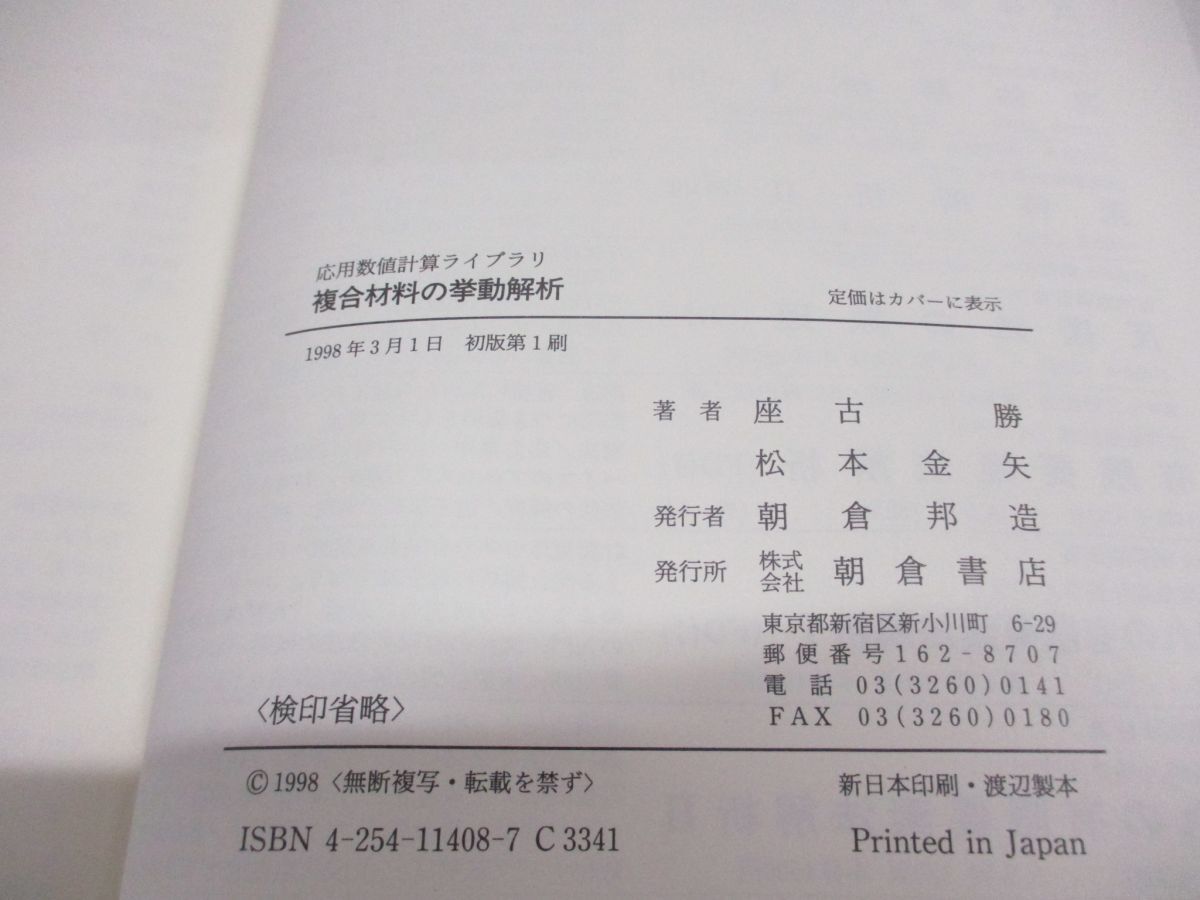 応用数値計算ライブラリ
複合材料の挙動解析
定価はカバーに表示
1998年3月1日 初版第1刷
著者 座古 勝
松本金矢
発行者 朝倉邦造
発行所 株式会社 朝倉書店
東京都新宿区新小川町 6-29
郵便番号 162-8707
電話 03(3260)0141
FAX 03(3260)0180
〈検印省略〉
©1998〈無断複写・転載を禁ず〉
新日本印刷・渡辺製本
ISBN 4-254-11408-7 C3341
Printed in Japan